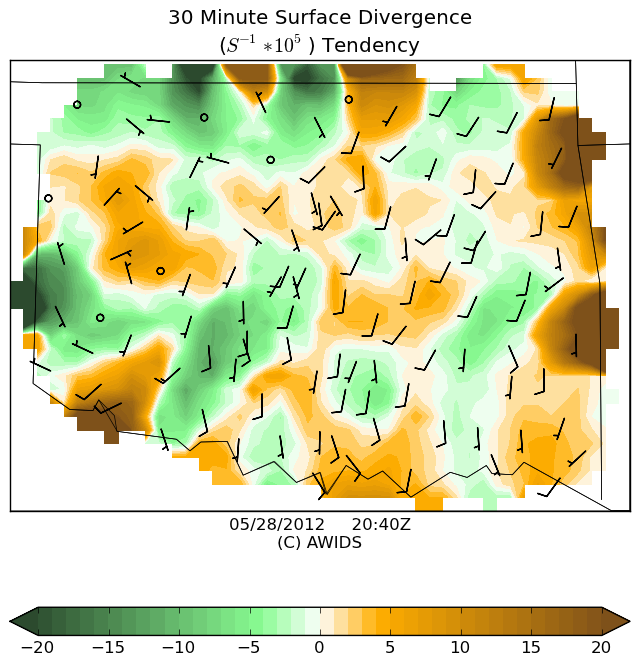 30 Minute Surface Divergence
(S⁻¹ * 10⁵ ) Tendency
05/28/2012 20:40Z
(C) AWIDS
−20 −15 −10 −5 0 5 10 15 20